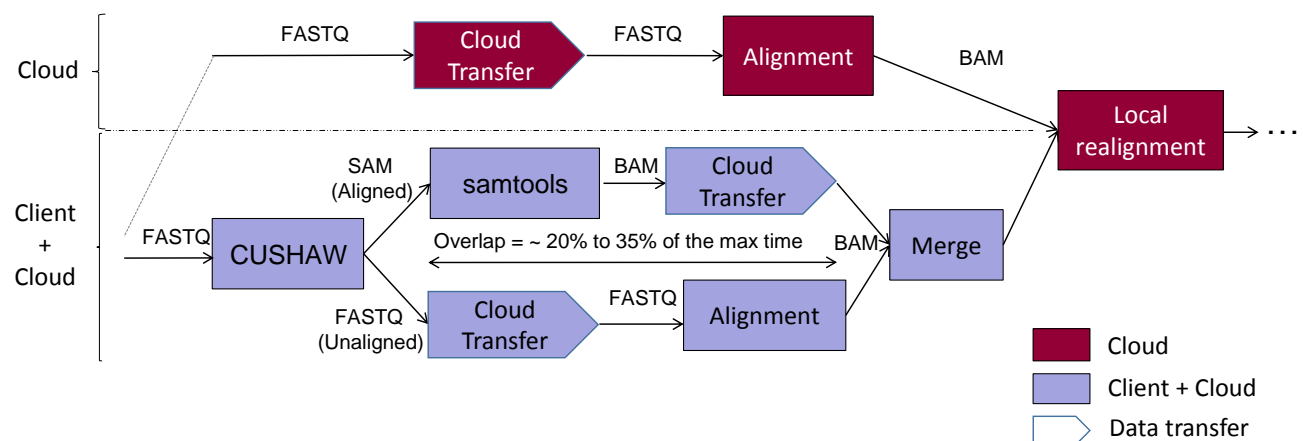 Cloud
FASTQ
Cloud
Transfer
FASTQ
Alignment
BAM
Local
realignment
...
Client
+
Cloud
FASTQ
CUSHAW
SAM
(Aligned)
samtools
BAM
Cloud
Transfer
Overlap = ~ 20% to 35% of the max time
FASTQ
(Unaligned)
Cloud
Transfer
FASTQ
Alignment
BAM
Merge
Cloud
Client + Cloud
Data transfer